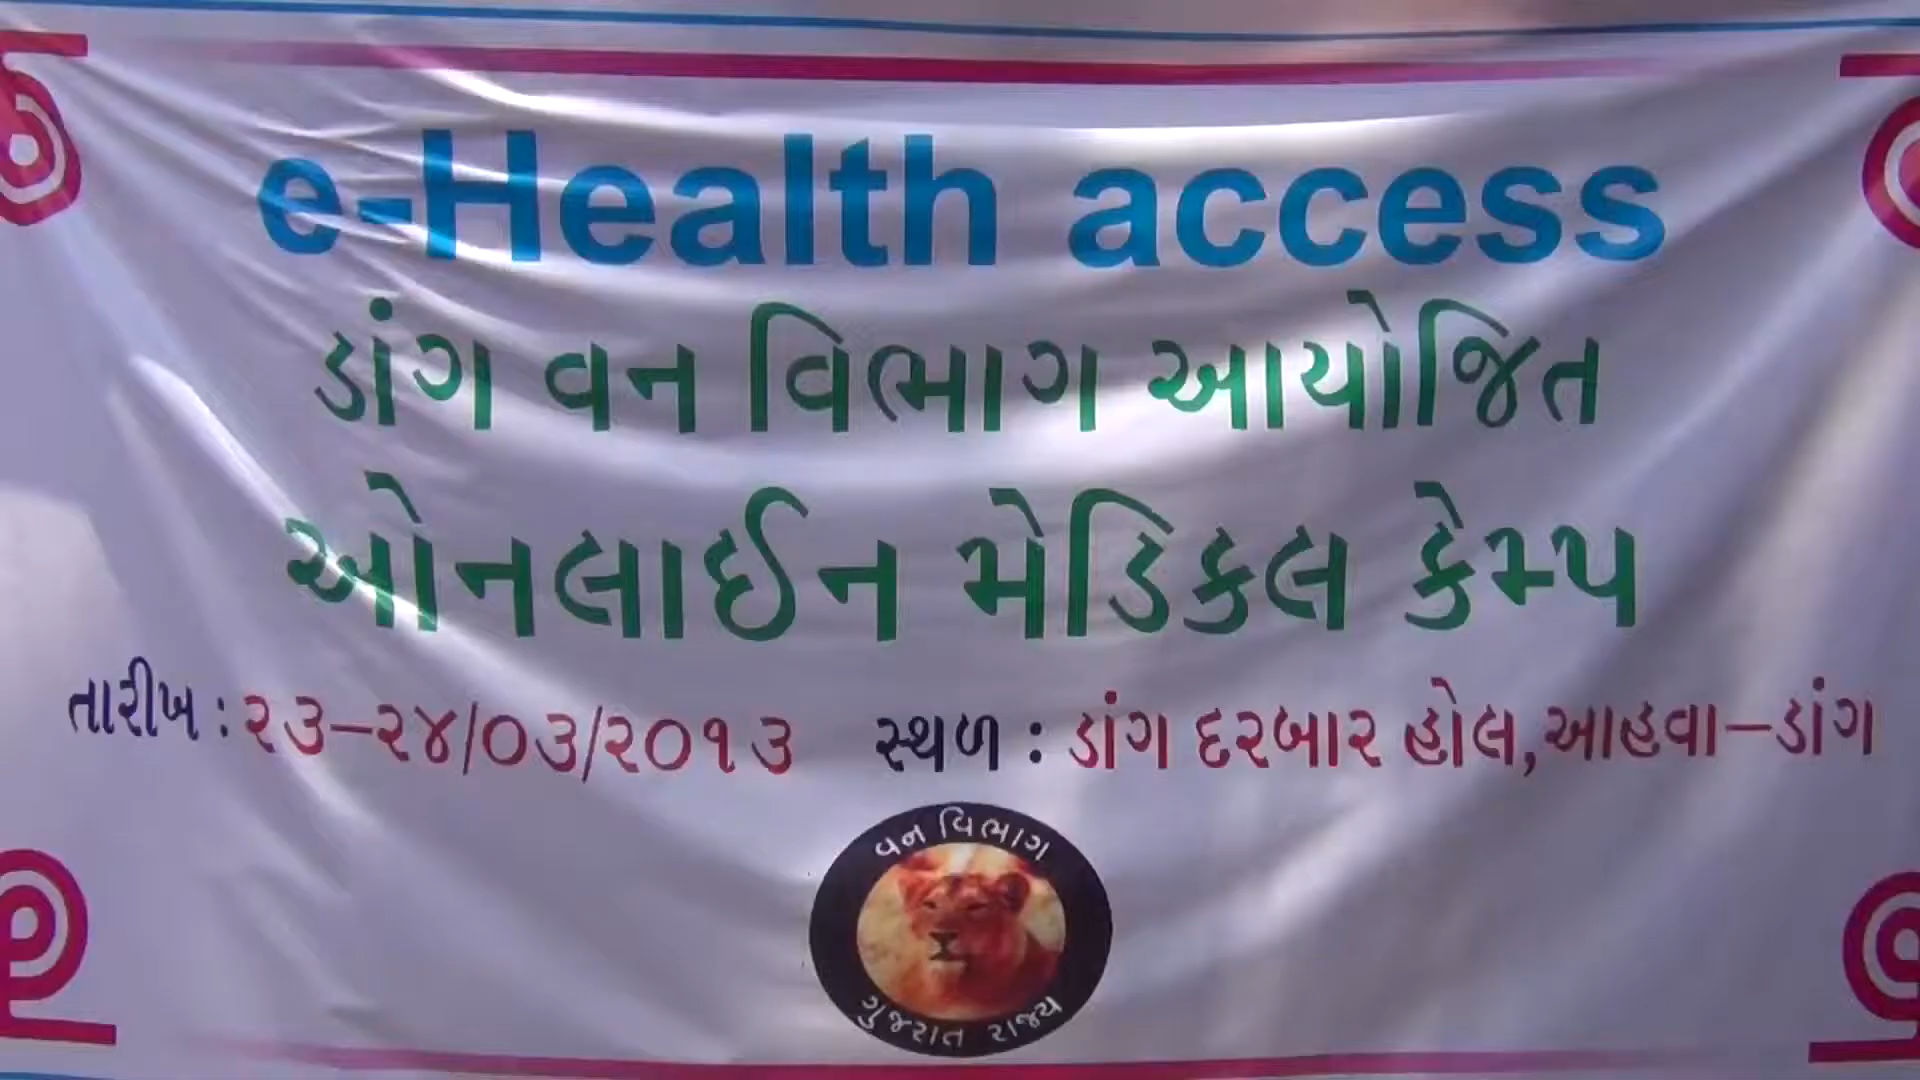 e-Health access
ડાંગ વન વિભાગ આયોજિત
ઓનલાઈન મેડિકલ કેમ્પ
તારીખ : ૨૩-૨૪/૦૩/૨૦૧૩ સ્થળ : ડાંગ દરબાર હોલ,આહવા-ડાંગ
વન વિભાગ
ગુજરાત રાજ્ય